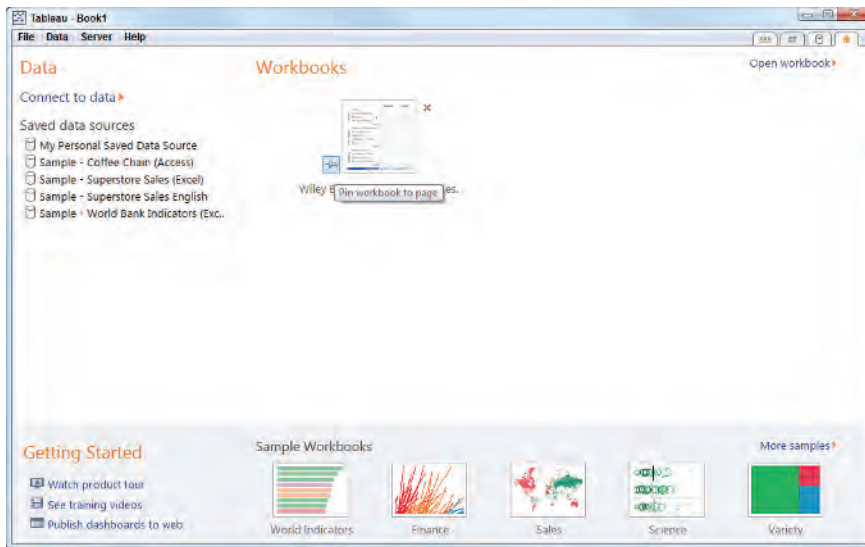 Tableau - Book1
File Data Server Help
Data
Connect to data
Saved data sources
My Personal Saved Data Source
Sample - Coffee Chain (Access)
Sample - Superstore Sales (Excel)
Sample - Superstore Sales English
Sample - World Bank Indicators (Exc..
Workbooks
Open workbook
Wiley
Pin workbook to page
es.
Getting Started
Watch product tour
See training videos
Publish dashboards to web
Sample Workbooks
More samples
World Indicators
Finance
Sales
Science
Variety